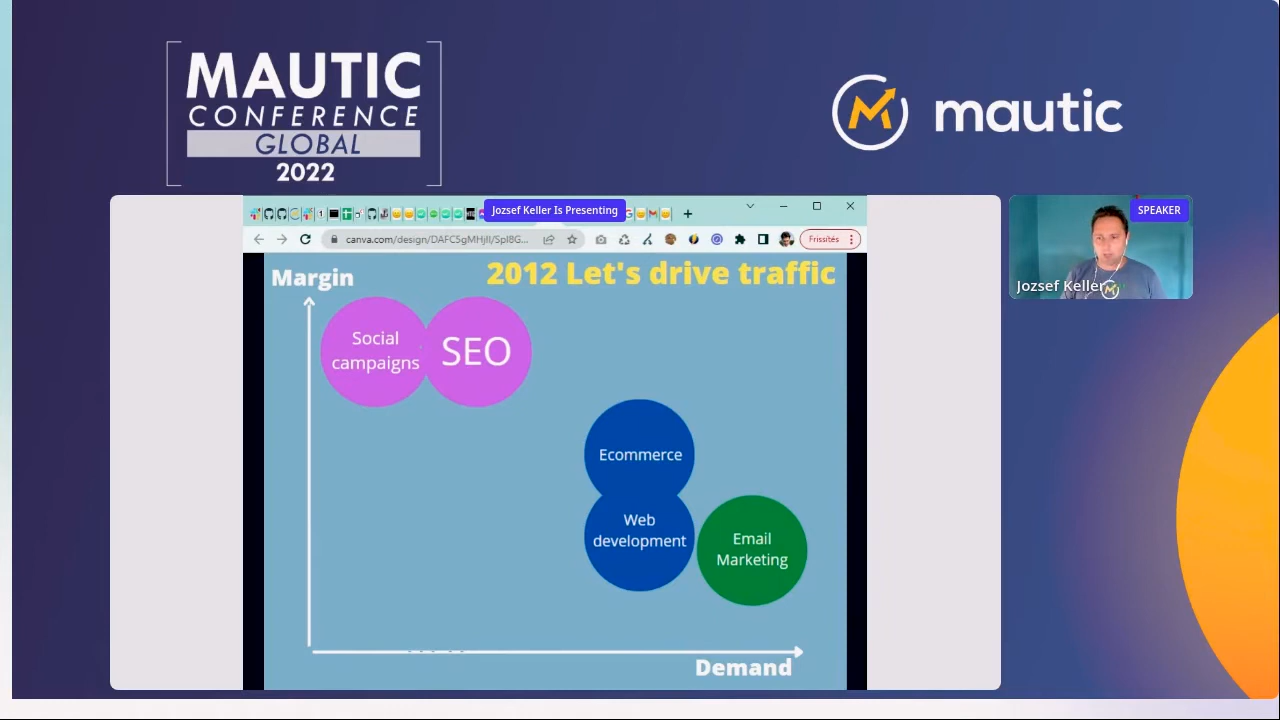 MAUTIC
CONFERENCE
GLOBAL
2022
mautic
Jozsef Keller Is Presenting
SPEAKER
canva.com/design/DAFCSgMHjII/SpI8G...
Frissítés
Jozsef Keller
Margin
2012 Let's drive traffic
Social
campaigns
SEO
Ecommerce
Web
development
Email
Marketing
Demand